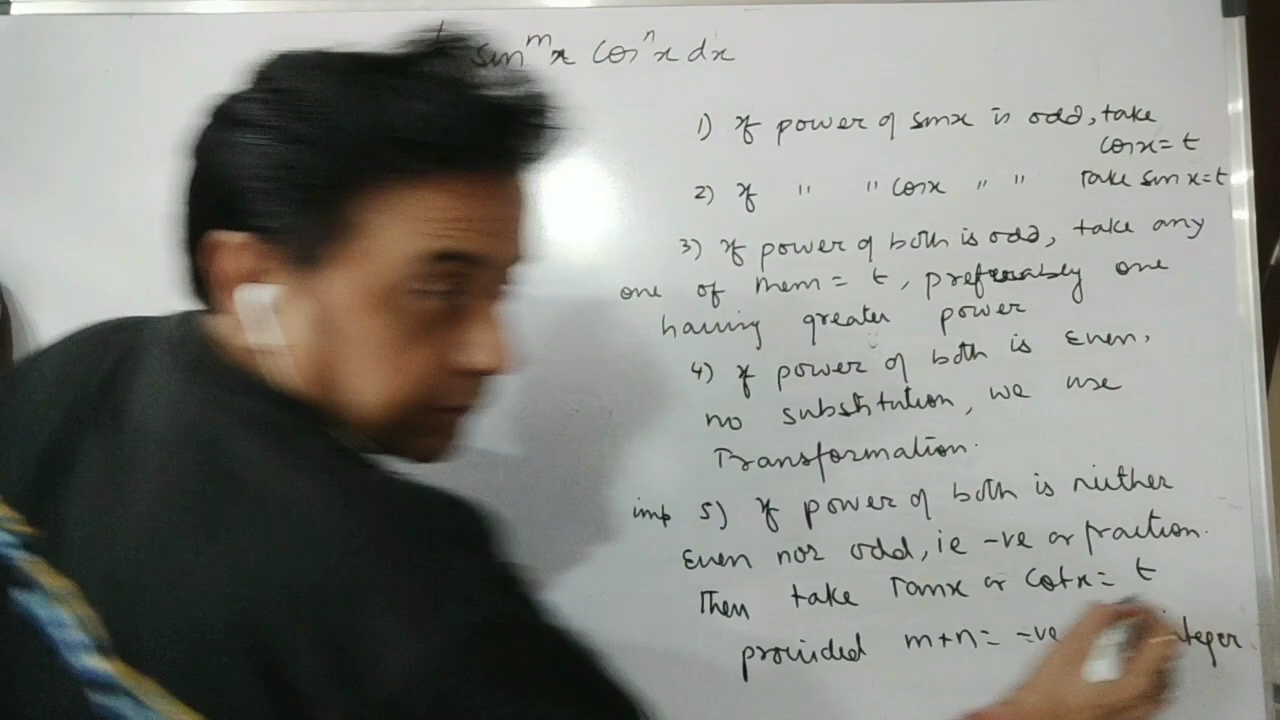 sin^m x cos^n x dx
1) If power of sinx is odd, take
cosx = t
2) If " " cosx " " Take sin x = t
3) If power of both is odd, take any
one of them = t, preferably one
having greater power
4) If power of both is Even,
no substitution, we use
Transformation.
imp 5) If power of both is neither
Even nor odd, ie -ve or fraction.
Then take Tanx or Cotx = t
provided m+n = -ve